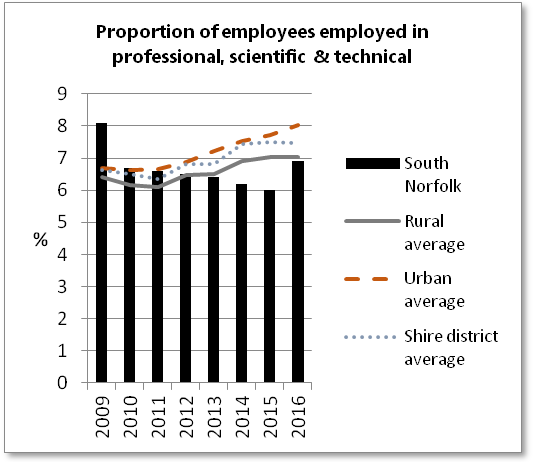 Proportion of employees employed in
professional, scientific & technical
9
8
7
6
5
4
3
2
1
0
%
2009
2010
2011
2012
2013
2014
2015
2016
South
Norfolk
Rural
average
Urban
average
Shire district
average